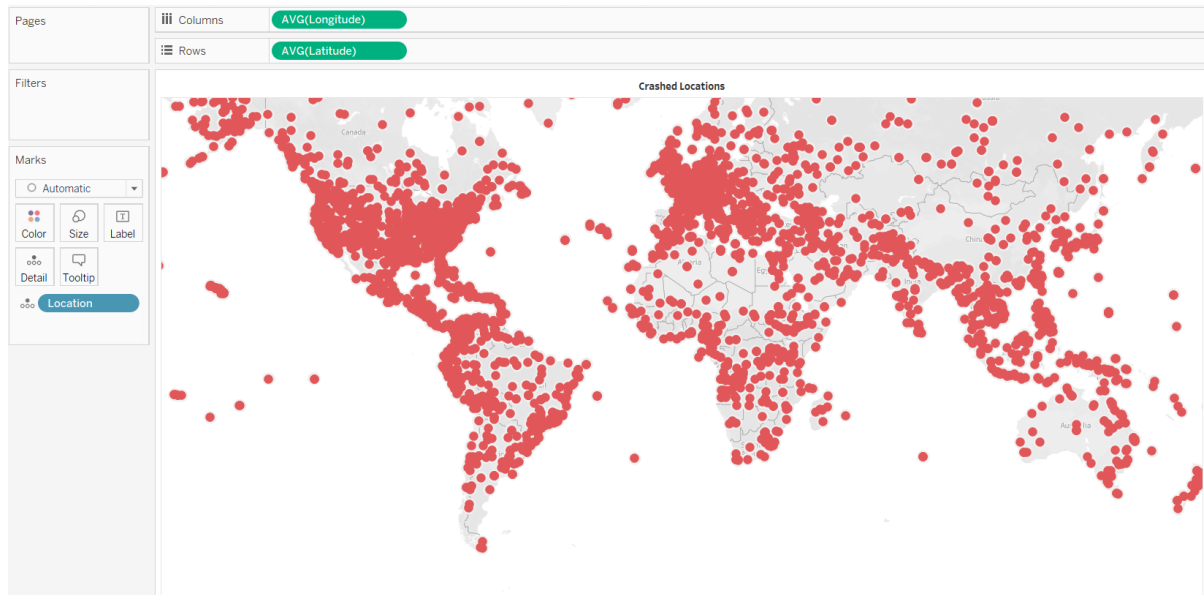 Pages
Columns
AVG(Longitude)
Rows
AVG(Latitude)
Filters
Crashed Locations
Canada
Marks
Automatic
Color
Size
Label
Detail
Tooltip
Location